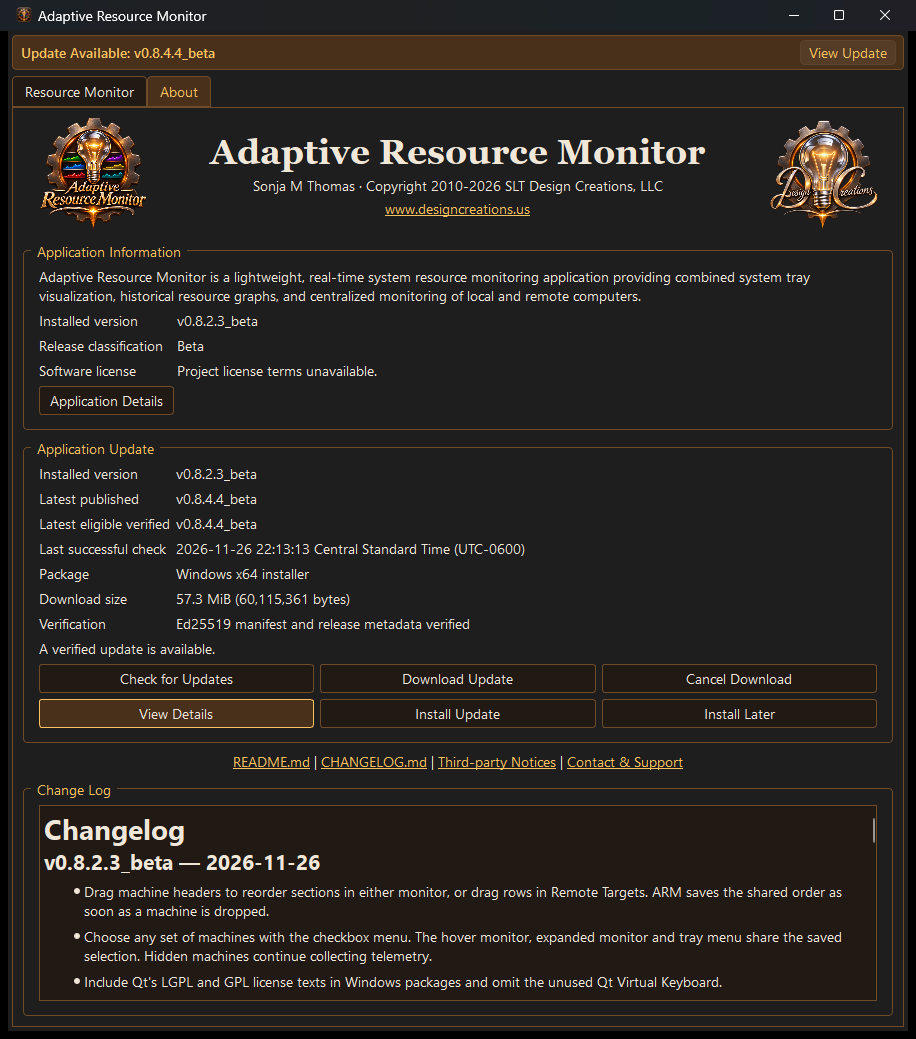 Adaptive Resource Monitor
Update Available: v0.8.4.4_beta
View Update
Resource Monitor
About
Adaptive
Resource Monitor
Adaptive Resource Monitor
Sonja M Thomas · Copyright 2010-2026 SLT Design Creations, LLC
www.designcreations.us
Design Creations
Application Information
Adaptive Resource Monitor is a lightweight, real-time system resource monitoring application providing combined system tray
visualization, historical resource graphs, and centralized monitoring of local and remote computers.
Installed version v0.8.2.3_beta
Release classification Beta
Software license Project license terms unavailable.
Application Details
Application Update
Installed version v0.8.2.3_beta
Latest published v0.8.4.4_beta
Latest eligible verified v0.8.4.4_beta
Last successful check 2026-11-26 22:13:13 Central Standard Time (UTC-0600)
Package Windows x64 installer
Download size 57.3 MiB (60,115,361 bytes)
Verification Ed25519 manifest and release metadata verified
A verified update is available.
Check for Updates Download Update Cancel Download
View Details Install Update Install Later
README.md | CHANGELOG.md | Third-party Notices | Contact & Support
Change Log
Changelog
v0.8.2.3_beta — 2026-11-26
• Drag machine headers to reorder sections in either monitor, or drag rows in Remote Targets. ARM saves the shared order as
soon as a machine is dropped.
• Choose any set of machines with the checkbox menu. The hover monitor, expanded monitor and tray menu share the saved
selection. Hidden machines continue collecting telemetry.
• Include Qt's LGPL and GPL license texts in Windows packages and omit the unused Qt Virtual Keyboard.